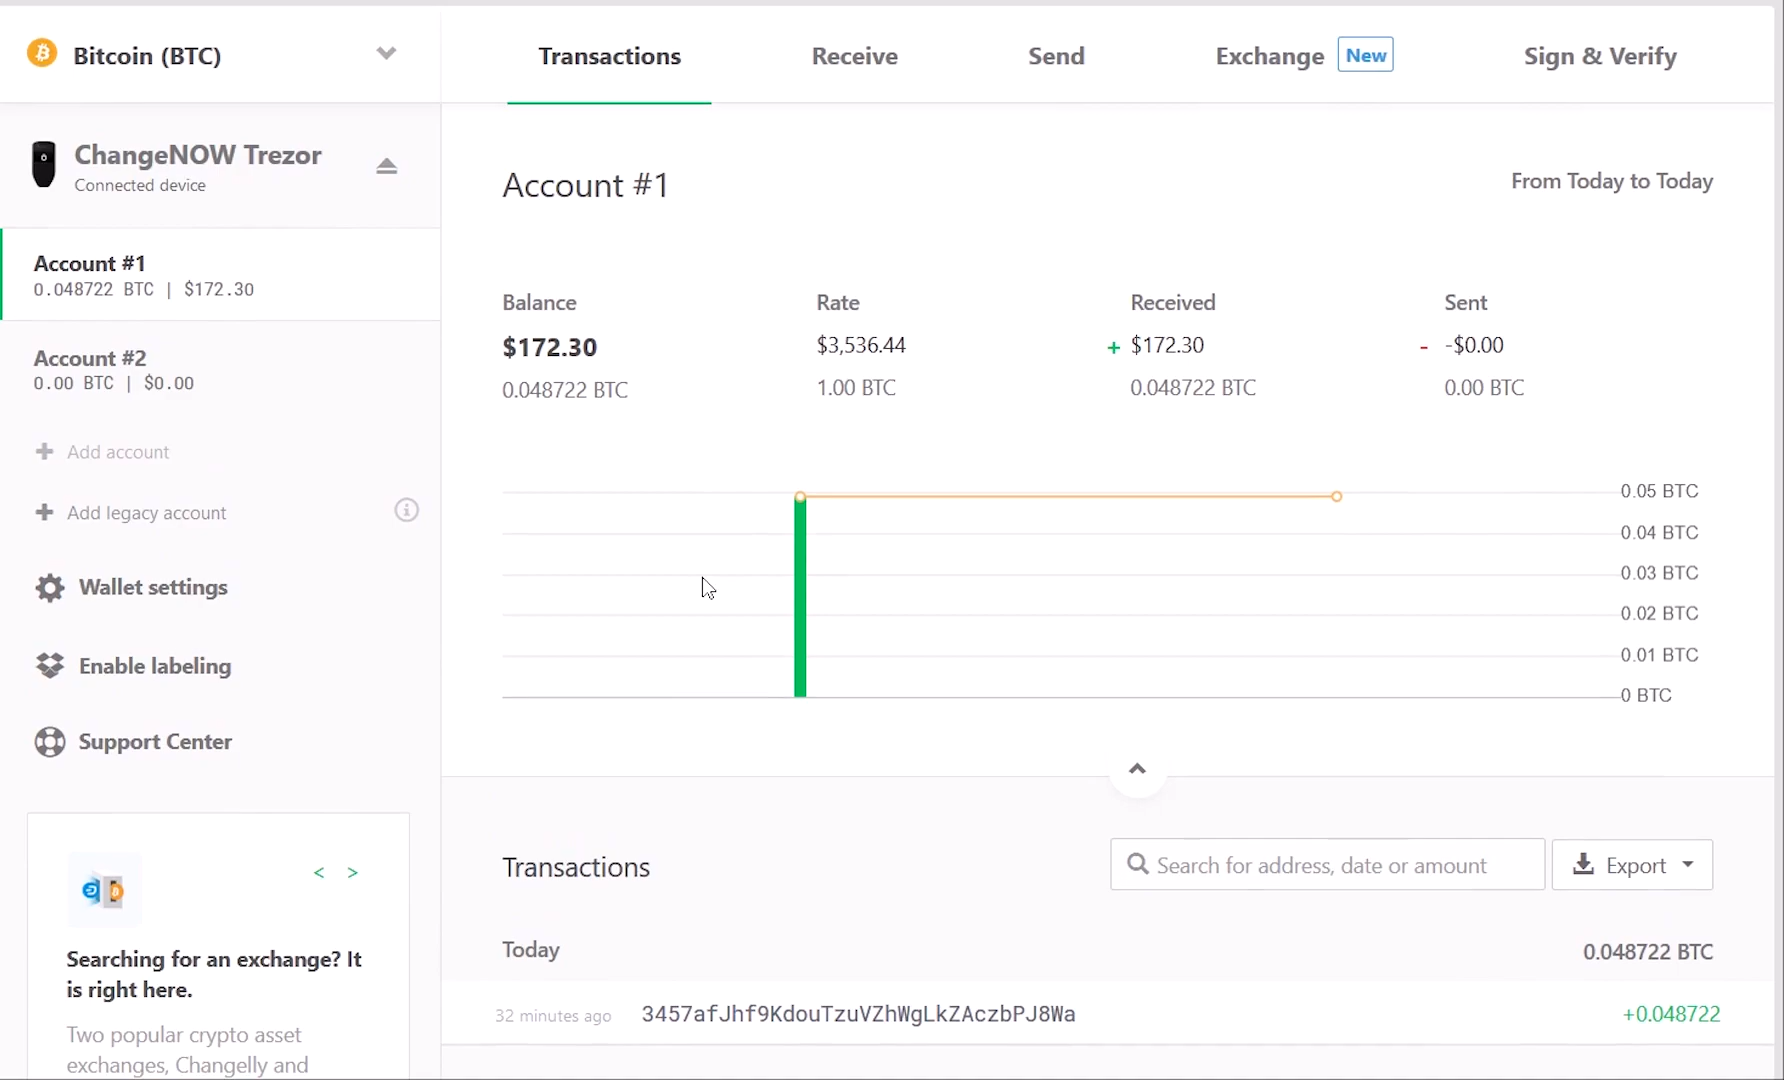 Bitcoin (BTC)
Transactions
Receive
Send
Exchange New
Sign & Verify
ChangeNOW Trezor
Connected device
Account #1
0.048722 BTC | $172.30
Account #2
0.00 BTC | $0.00
Add account
Add legacy account
Wallet settings
Enable labeling
Support Center
Searching for an exchange? It
is right here.
Two popular crypto asset
exchanges, Changelly and
Account #1
From Today to Today
Balance
$172.30
0.048722 BTC
Rate
$3,536.44
1.00 BTC
Received
+ $172.30
0.048722 BTC
Sent
- -$0.00
0.00 BTC
0.05 BTC
0.04 BTC
0.03 BTC
0.02 BTC
0.01 BTC
0 BTC
Transactions
Search for address, date or amount
Export
Today
0.048722 BTC
32 minutes ago 3457afJhf9KdouTzuVZhWgLkZAczbPJ8Wa +0.048722